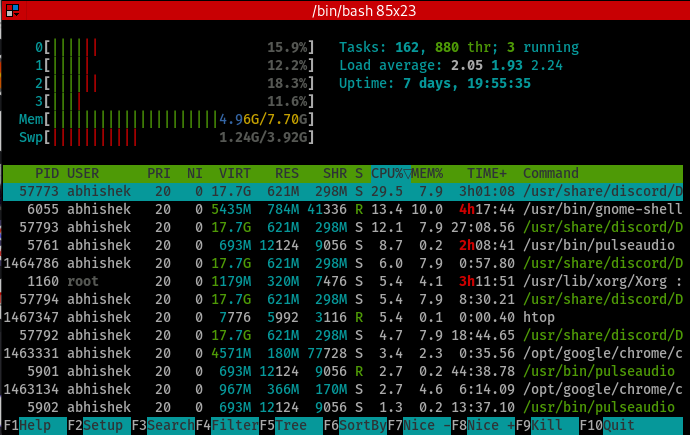 /bin/bash 85x23
0[|||||| 15.9%] Tasks: 162, 880 thr; 3 running
1[||||| 12.2%] Load average: 2.05 1.93 2.24
2[|||||| 18.3%] Uptime: 7 days, 19:55:35
3[|||| 11.6%]
Mem[|||||||||||||||||||||4.96G/7.70G]
Swp[||||||||||| 1.24G/3.92G]
PID USER PRI NI VIRT RES SHR S CPU%▽MEM% TIME+ Command
57773 abhishek 20 0 17.7G 621M 298M S 29.5 7.9 3h01:08 /usr/share/discord/D
6055 abhishek 20 0 5435M 784M 41336 R 13.4 10.0 4h17:44 /usr/bin/gnome-shell
57793 abhishek 20 0 17.7G 621M 298M S 12.1 7.9 27:08.56 /usr/share/discord/D
5761 abhishek 20 0 693M 12124 9056 S 8.7 0.2 2h08:41 /usr/bin/pulseaudio
1464786 abhishek 20 0 17.7G 621M 298M S 6.0 7.9 0:57.80 /usr/share/discord/D
1160 root 20 0 1179M 320M 7476 S 5.4 4.1 3h11:51 /usr/lib/xorg/Xorg :
57794 abhishek 20 0 17.7G 621M 298M S 5.4 7.9 8:30.21 /usr/share/discord/D
1467347 abhishek 20 0 7776 5992 3116 R 5.4 0.1 0:00.40 htop
57792 abhishek 20 0 17.7G 621M 298M S 4.7 7.9 18:44.65 /usr/share/discord/D
1463331 abhishek 20 0 4571M 180M 77728 S 3.4 2.3 0:35.56 /opt/google/chrome/c
5901 abhishek 20 0 693M 12124 9056 R 2.7 0.2 44:38.78 /usr/bin/pulseaudio
1463134 abhishek 20 0 967M 366M 170M S 2.7 4.6 6:14.09 /opt/google/chrome/c
5902 abhishek 20 0 693M 12124 9056 S 1.3 0.2 13:37.10 /usr/bin/pulseaudio
F1Help F2Setup F3SearchF4FilterF5Tree F6SortByF7Nice -F8Nice +F9Kill F10Quit